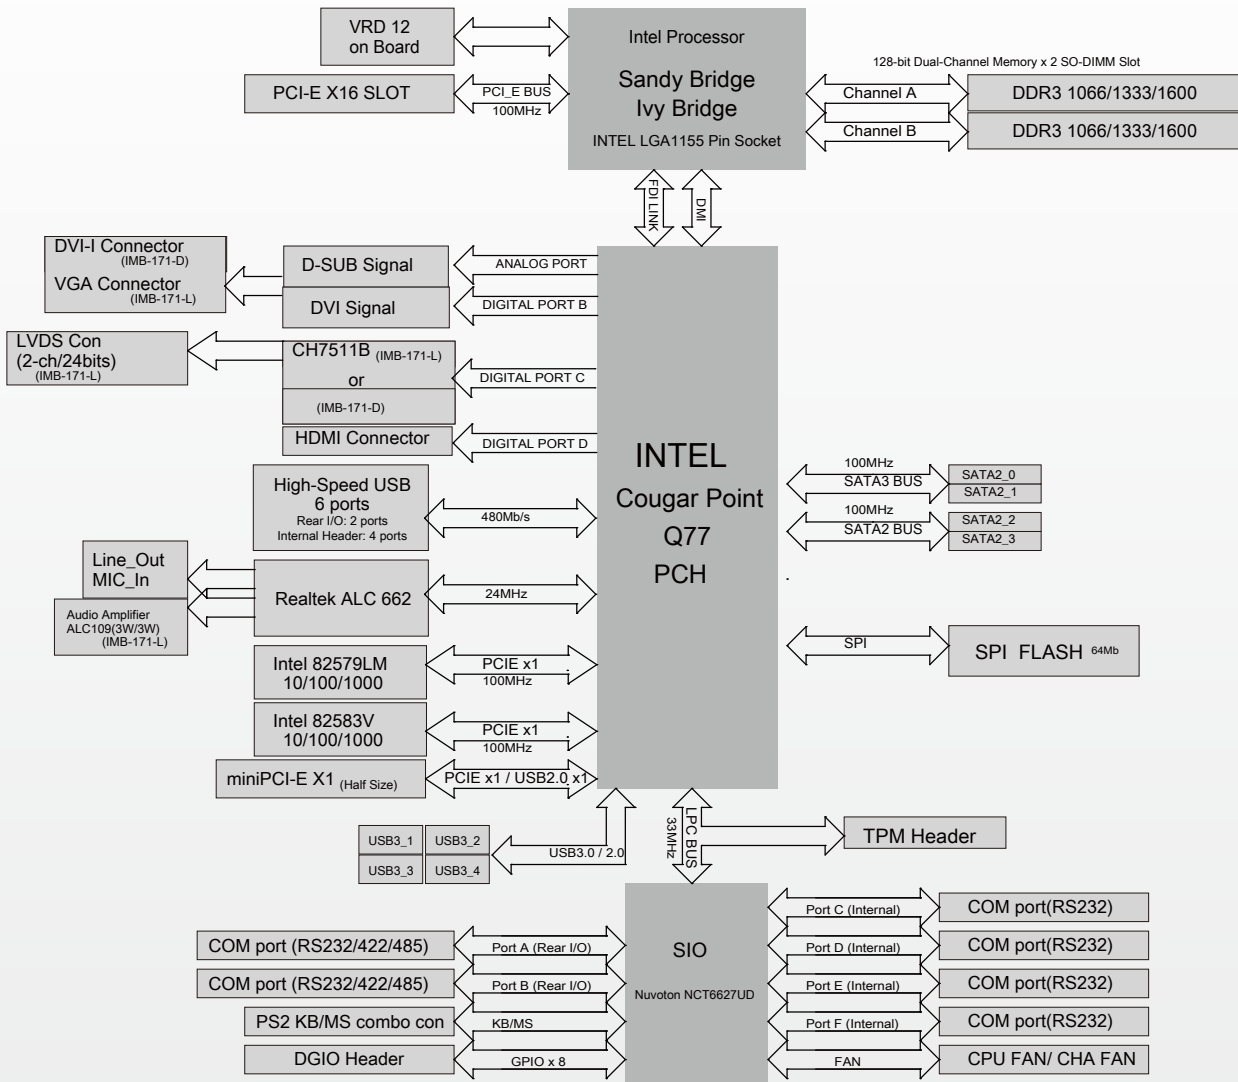 VRD 12
on Board
PCI-E X16 SLOT
PCI_E BUS
100MHz
Intel Processor
Sandy Bridge
Ivy Bridge
INTEL LGA1155 Pin Socket
128-bit Dual-Channel Memory x 2 SO-DIMM Slot
Channel A
DDR3 1066/1333/1600
Channel B
DDR3 1066/1333/1600
FDI LINK
DMI
DVI-I Connector
(IMB-171-D)
VGA Connector
(IMB-171-L)
D-SUB Signal
ANALOG PORT
DVI Signal
DIGITAL PORT B
LVDS Con
(2-ch/24bits)
(IMB-171-L)
CH7511B (IMB-171-L)
or
(IMB-171-D)
DIGITAL PORT C
HDMI Connector
DIGITAL PORT D
INTEL
Cougar Point
Q77
PCH
High-Speed USB
6 ports
Rear I/O: 2 ports
Internal Header: 4 ports
480Mb/s
100MHz
SATA3 BUS
SATA2_0
SATA2_1
100MHz
SATA2 BUS
SATA2_2
SATA2_3
Line_Out
MIC_In
Audio Amplifier
ALC109(3W/3W)
(IMB-171-L)
Realtek ALC 662
24MHz
SPI
SPI FLASH 64Mb
Intel 82579LM
10/100/1000
PCIE x1
100MHz
Intel 82583V
10/100/1000
PCIE x1
100MHz
miniPCI-E X1 (Half Size)
PCIE x1 / USB2.0 x1
USB3_1
USB3_2
USB3_3
USB3_4
USB3.0 / 2.0
LPC BUS
33MHz
TPM Header
SIO
Nuvoton NCT6627UD
COM port (RS232/422/485)
Port A (Rear I/O)
COM port (RS232/422/485)
Port B (Rear I/O)
PS2 KB/MS combo con
KB/MS
DGIO Header
GPIO x 8
Port C (Internal)
COM port(RS232)
Port D (Internal)
COM port(RS232)
Port E (Internal)
COM port(RS232)
Port F (Internal)
COM port(RS232)
FAN
CPU FAN/ CHA FAN